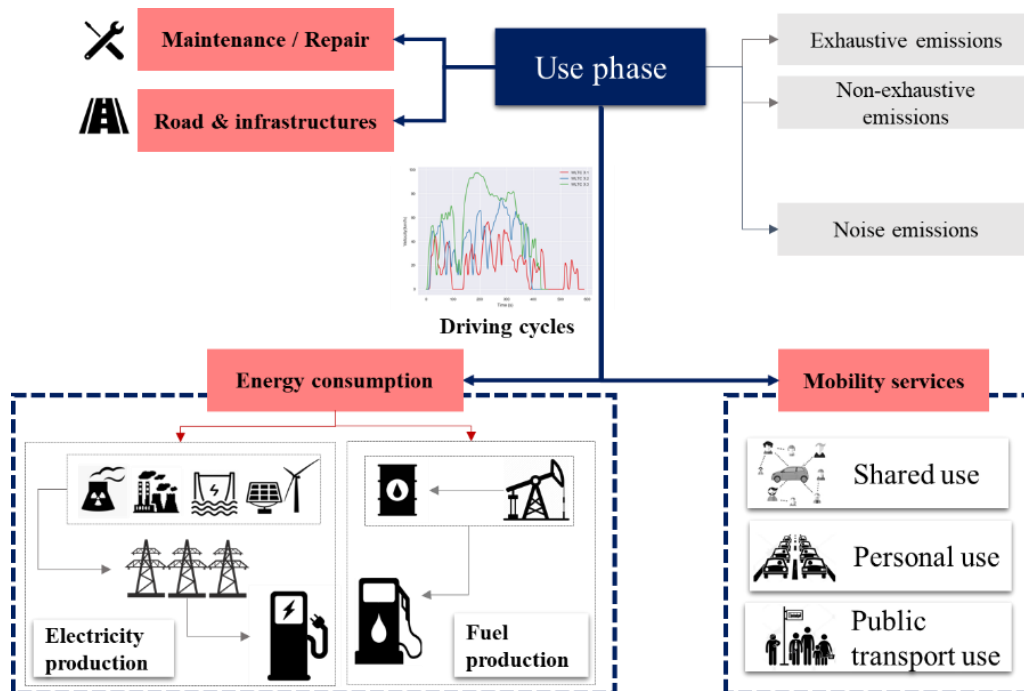 Maintenance / Repair
Use phase
Exhaustive emissions
Non-exhaustive
emissions
Road & infrastructures
Noise emissions
Time (s)
Driving cycles
Energy consumption
Mobility services
Shared use
Personal use
Electricity
production
Fuel
production
Public
transport use